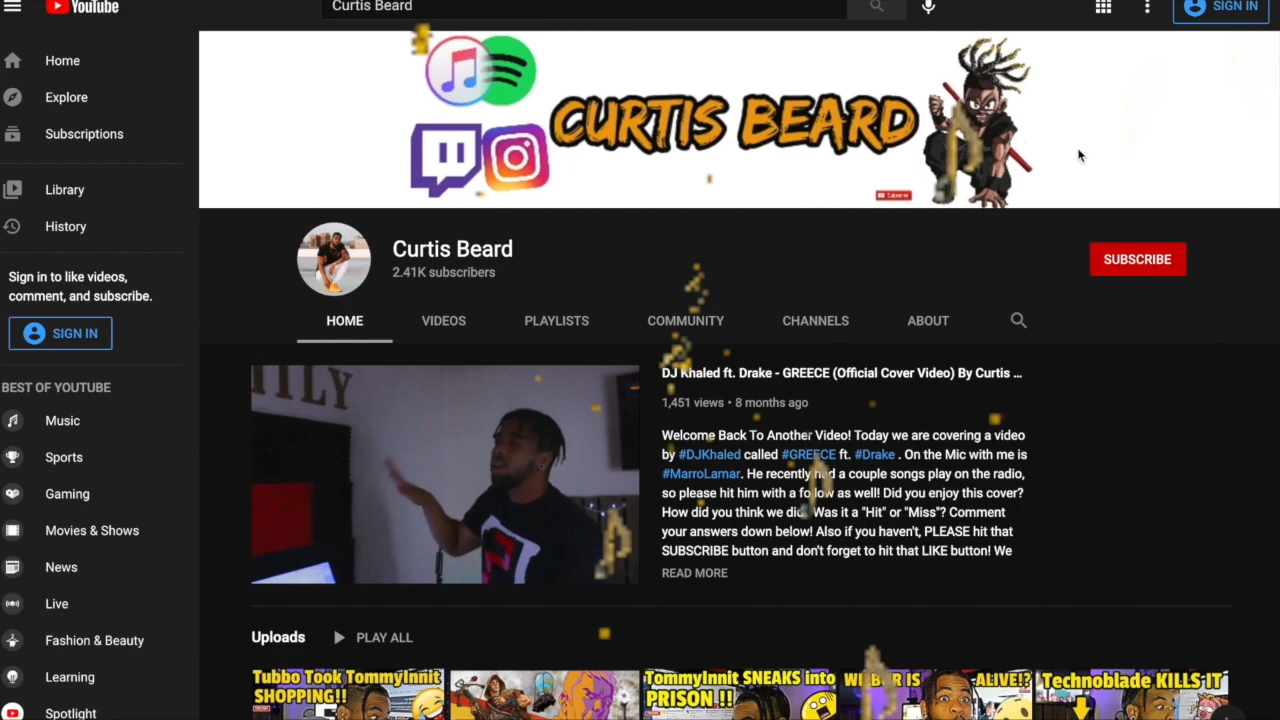 YouTube
Curtis Beard
SIGN IN
Home
Explore
Subscriptions
Library
History
Sign in to like videos,
comment, and subscribe.
SIGN IN
BEST OF YOUTUBE
Music
Sports
Gaming
Movies & Shows
News
Live
Fashion & Beauty
Learning
Spotlight
CURTIS BEARD
Curtis Beard
2.41K subscribers
SUBSCRIBE
HOME
VIDEOS
PLAYLISTS
COMMUNITY
CHANNELS
ABOUT
DJ Khaled ft. Drake - GREECE (Official Cover Video) By Curtis ...
1,451 views • 8 months ago
Welcome Back To Another Video! Today we are covering a video
by #DJKhaled called #GREECE ft. #Drake . On the Mic with me is
#MarroLamar. He recently had a couple songs play on the radio,
so please hit him with a follow as well! Did you enjoy this cover?
How did you think we did. Was it a "Hit" or "Miss"? Comment
your answers down below! Also if you haven't, PLEASE hit that
SUBSCRIBE button and don't forget to hit that LIKE button! We
READ MORE
Uploads
PLAY ALL
Tubbo Took TommyInnit
SHOPPING!!
TommyInnit SNEAKS into
PRISON !!
WILBUR IS ALIVE!?
Technoblade KILLS IT